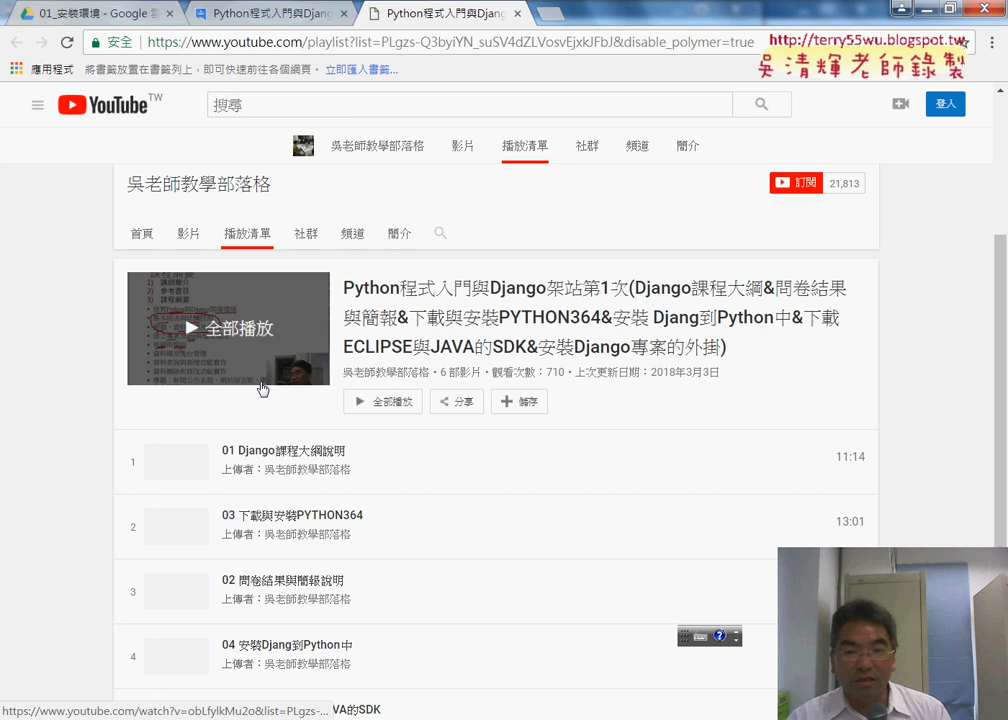 01_安裝環境 - Google 雲
Python程式入門與Djang
Python程式入門與Djang
安全
https://www.youtube.com/playlist?list=PLgzs-Q3byiYN_suSV4dZLVosvEjxkJFbJ&disable_polymer=true
http://terry55wu.blogspot.tw
吳清輝老師錄製
應用程式
將書籤放置在書籤列上,即可快速前往各個網頁。
立即匯入書籤...
YouTube TW
搜尋
登入
吳老師教學部落格
影片
播放清單
社群
頻道
簡介
吳老師教學部落格
訂閱
21,813
首頁
影片
播放清單
社群
頻道
簡介
全部播放
Python程式入門與Django架站第1次(Django課程大綱&問卷結果
與簡報&下載與安裝PYTHON364&安裝 Djang到Python中&下載
ECLIPSE與JAVA的SDK&安裝Django專案的外掛)
吳老師教學部落格・6 部影片・觀看次數:710・上次更新日期:2018年3月3日
全部播放
分享
儲存
1
01 Django課程大綱說明
上傳者:吳老師教學部落格
11:14
2
03 下載與安裝PYTHON364
上傳者:吳老師教學部落格
13:01
3
02 問卷結果與簡報說明
上傳者:吳老師教學部落格
4
04 安裝Djang到Python中
上傳者:吳老師教學部落格
VA的SDK
https://www.youtube.com/watch?v=obLfylkMu2o&list=PLgzs-...